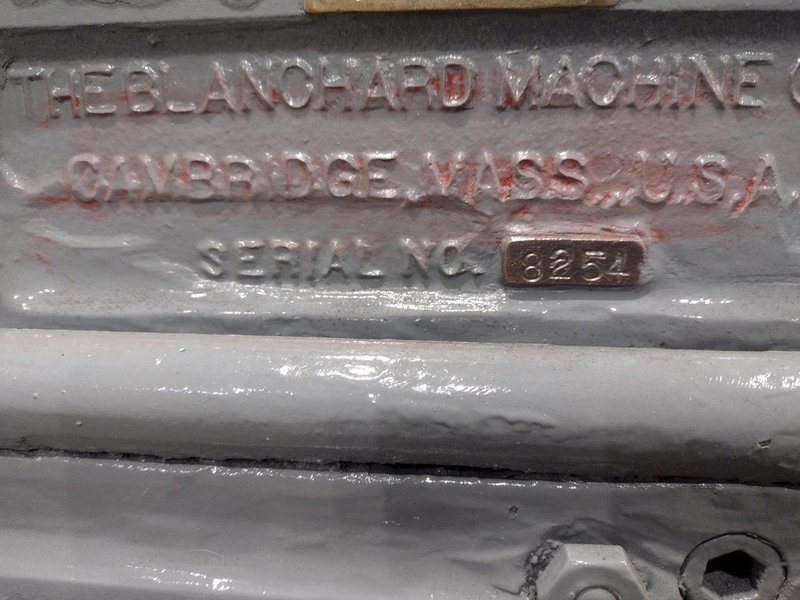 THE BLANCHARD MACHINE C
CAMBRIDGE, MASS., U.S.A.
SERIAL NO. 8254